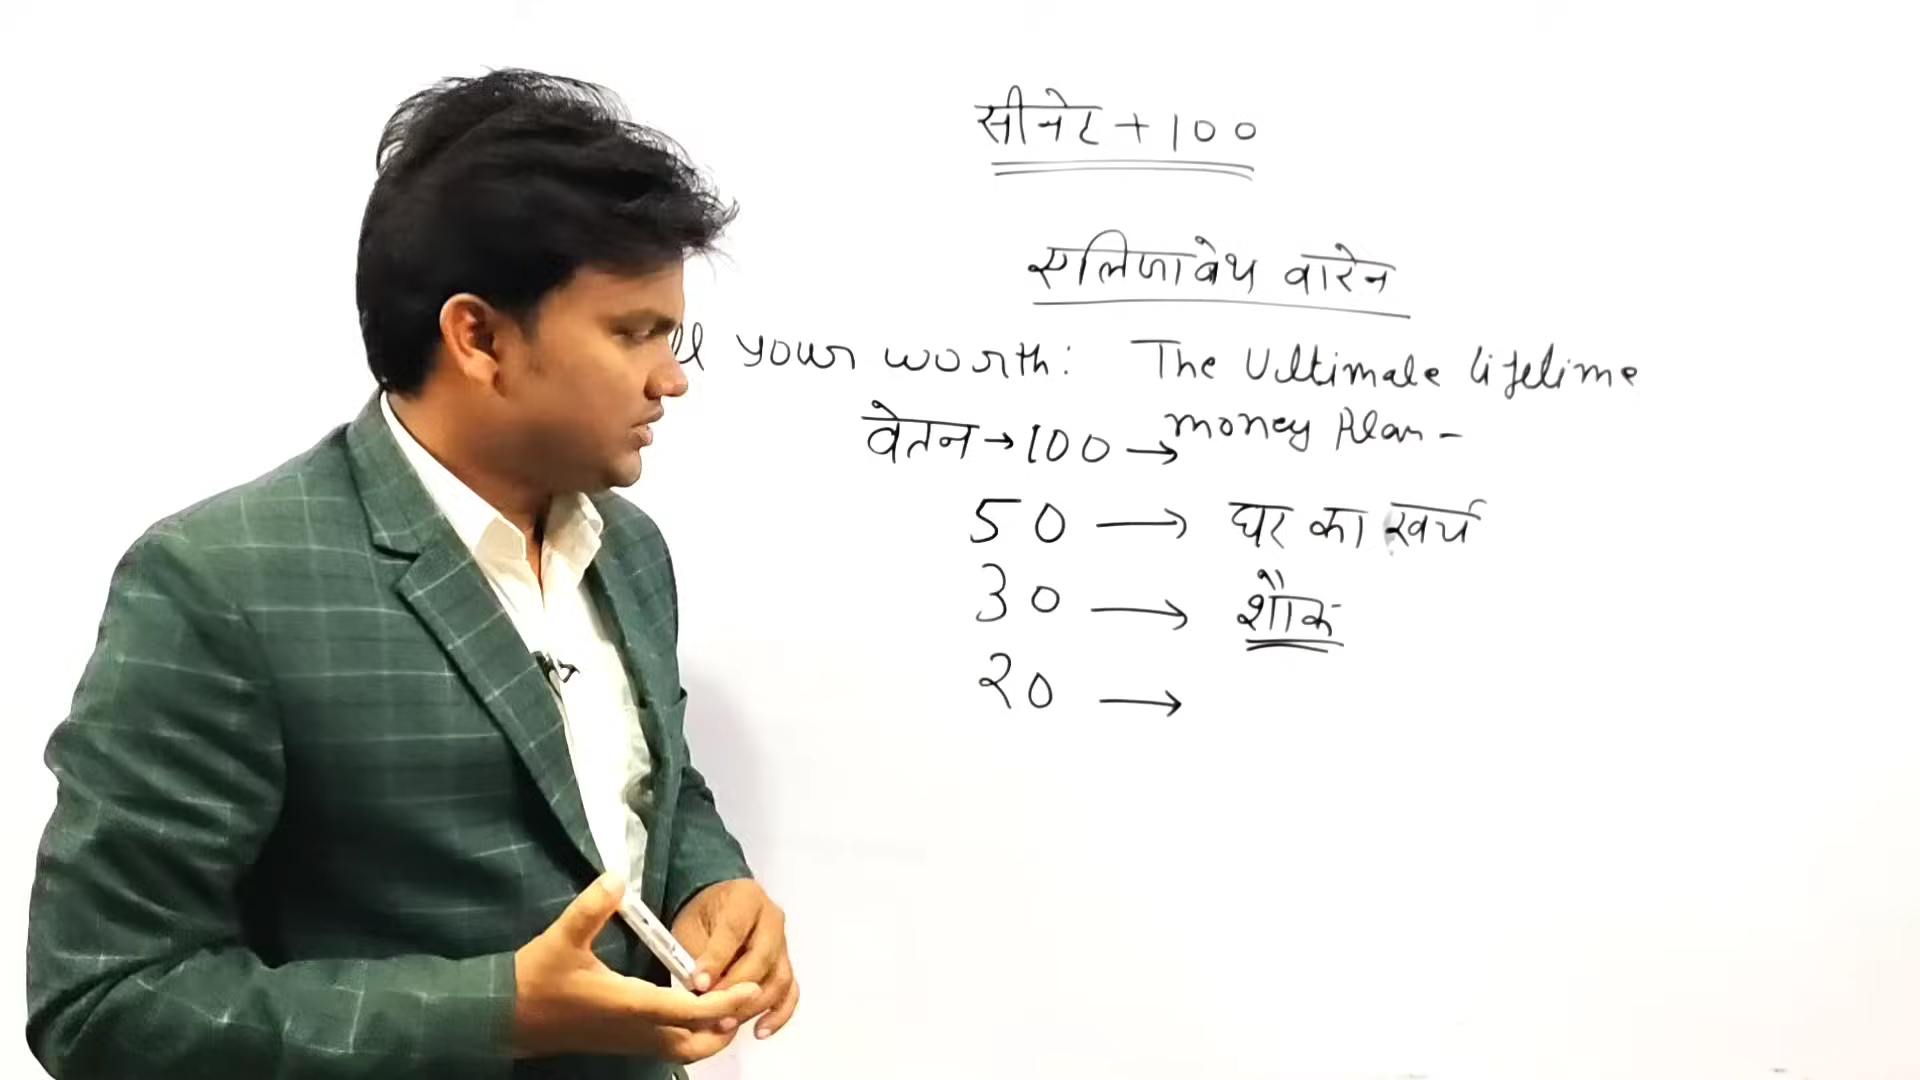 सीनेट + 100
एलिजाबेथ वारेन
your worth: The Ultimate lifetime
money Plan -
वेतन → 100 →
50 → घर का खर्च
30 → शौक
20 →